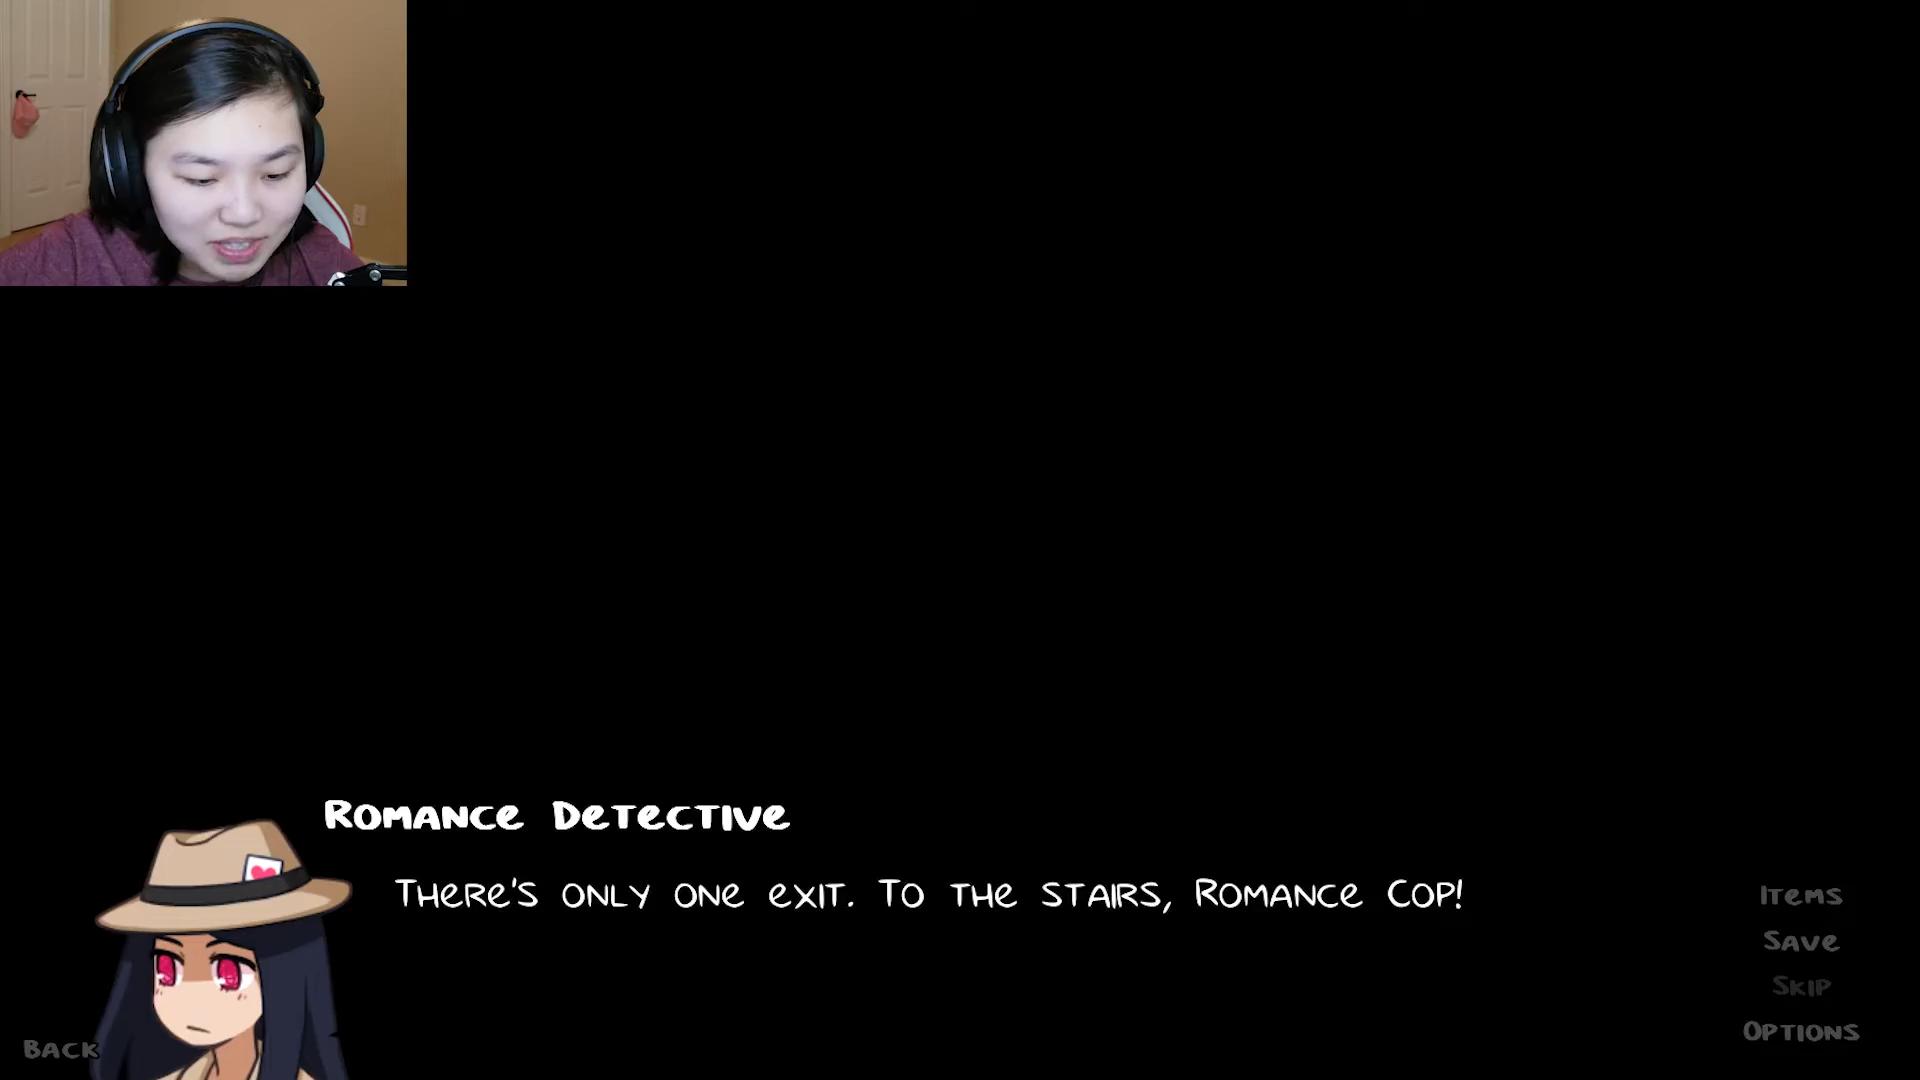 Romance Detective
There's only one exit. To the stairs, Romance Cop!
Items
Save
Skip
Options
Back